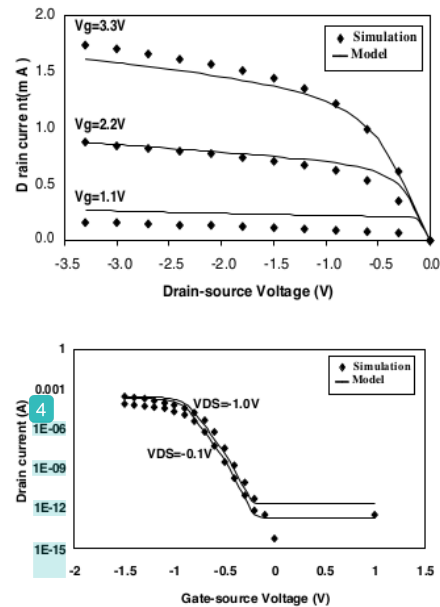 Vg=3.3V
Vg=2.2V
Vg=1.1V
Simulation
Model
2.0
1.5
1.0
0.5
0.0
-3.5 -3.0 -2.5 -2.0 -1.5 -1.0 -0.5 0.0
Drain current(m A )
Drain-source Voltage (V)
1
0.001
1E-06
1E-09
1E-12
1E-15
4
Simulation
Model
VDS=-1.0V
VDS=-0.1V
-2 -1.5 -1 -0.5 0 0.5 1 1.5
Drain current (A)
Gate-source Voltage (V)